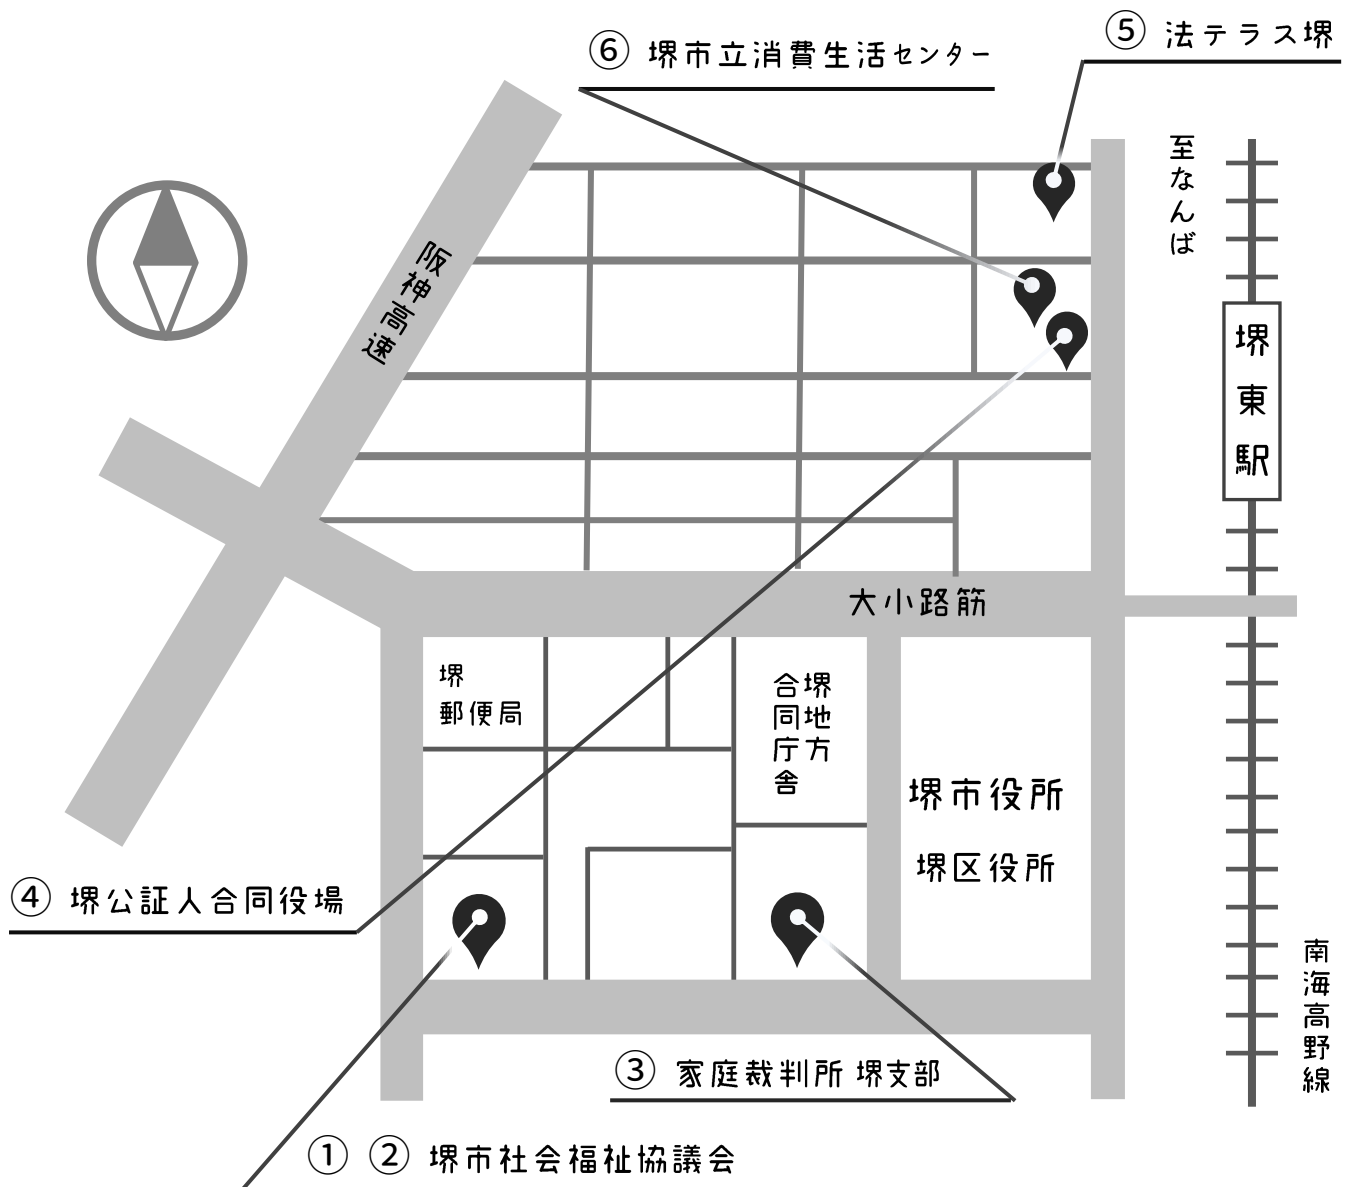 ⑤ 法テラス堺
⑥ 堺市立消費生活センター
至なんば
阪神高速
堺東駅
大小路筋
堺
郵便局
堺地方
合同庁舎
堺市役所
堺区役所
④ 堺公証人合同役場
南海高野線
③ 家庭裁判所 堺支部
① ② 堺市社会福祉協議会